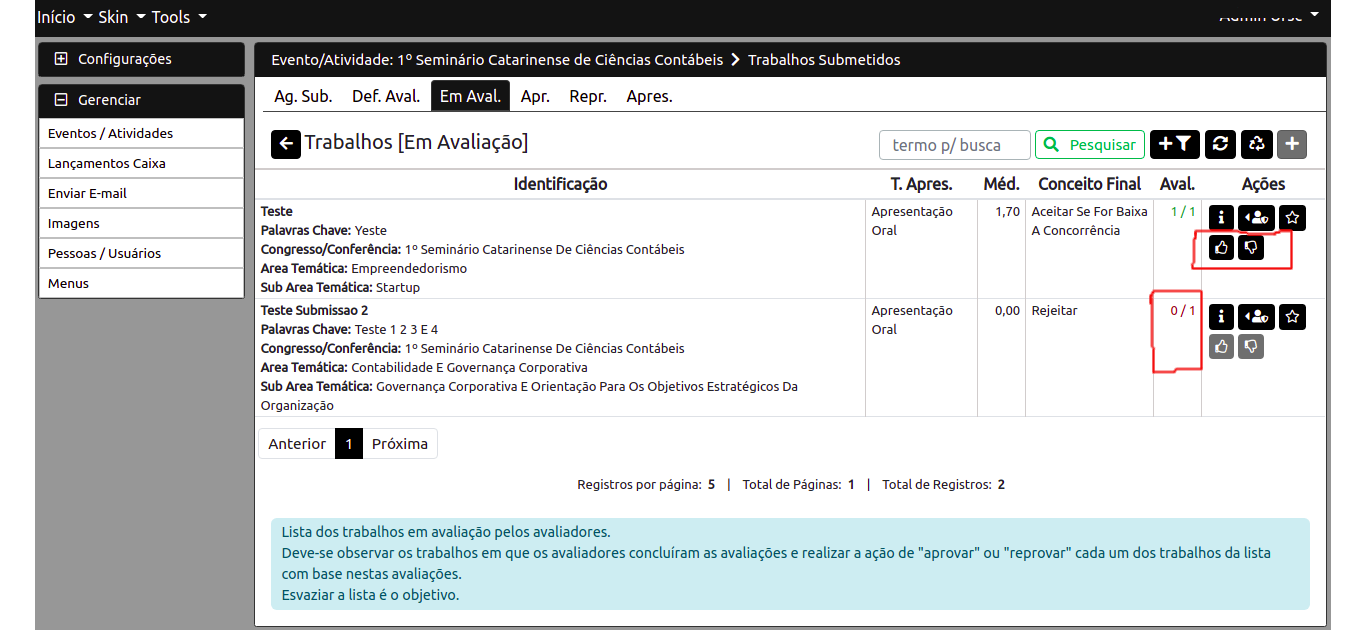 Início Skin Tools
Configurações
Gerenciar
Eventos / Atividades
Lançamentos Caixa
Enviar E-mail
Imagens
Pessoas / Usuários
Menus
Evento/Atividade: 1º Seminário Catarinense de Ciências Contábeis > Trabalhos Submetidos
Ag. Sub. Def. Aval. Em Aval. Apr. Repr. Apres.
Trabalhos [Em Avaliação]
termo p/ busca Pesquisar
Identificação T. Apres. Méd. Conceito Final Aval. Ações
Teste
Palavras Chave: Yeste
Congresso/Conferência: 1º Seminário Catarinense De Ciências Contábeis
Area Temática: Empreendedorismo
Sub Area Temática: Startup
Apresentação
Oral
1,70
Aceitar Se For Baixa
A Concorrência
1 / 1
Teste Submissao 2
Palavras Chave: Teste 1 2 3 E 4
Congresso/Conferência: 1º Seminário Catarinense De Ciências Contábeis
Area Temática: Contabilidade E Governança Corporativa
Sub Area Temática: Governança Corporativa E Orientação Para Os Objetivos Estratégicos Da
Organização
Apresentação
Oral
0,00
Rejeitar
0 / 1
Anterior 1 Próxima
Registros por página: 5 | Total de Páginas: 1 | Total de Registros: 2
Lista dos trabalhos em avaliação pelos avaliadores.
Deve-se observar os trabalhos em que os avaliadores concluíram as avaliações e realizar a ação de "aprovar" ou "reprovar" cada um dos trabalhos da lista
com base nestas avaliações.
Esvaziar a lista é o objetivo.